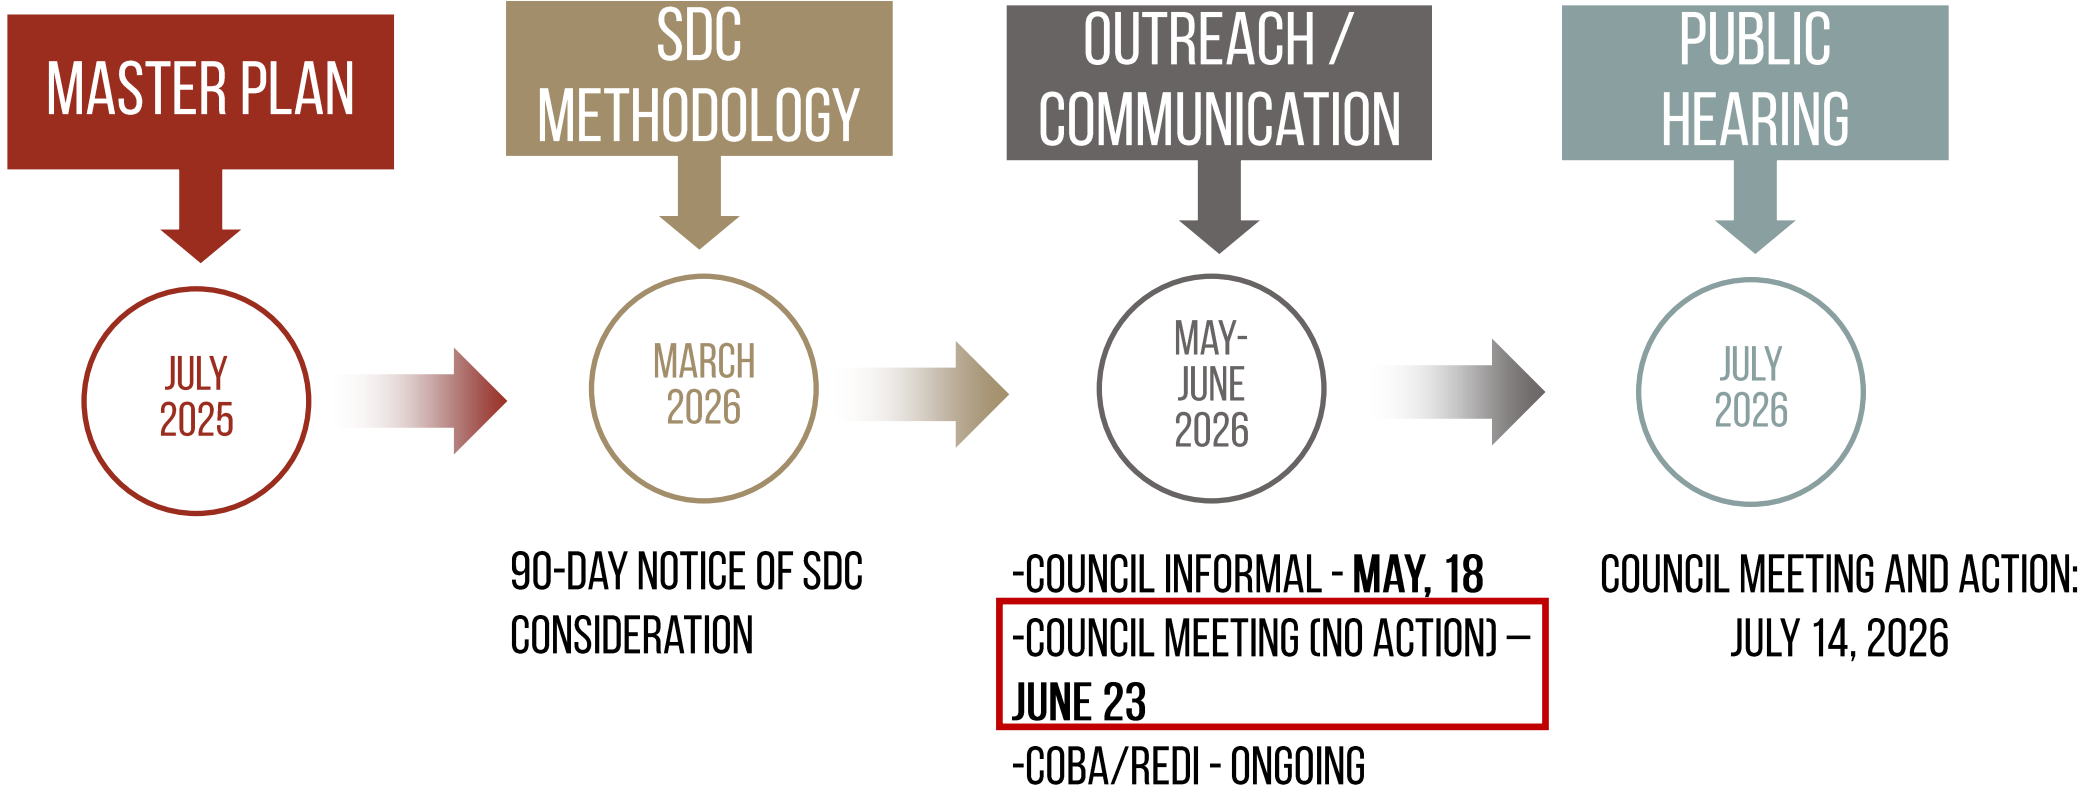 MASTER PLAN
JULY
2025
SDC
METHODOLOGY
MARCH
2026
90-DAY NOTICE OF SDC
CONSIDERATION
OUTREACH /
COMMUNICATION
MAY-
JUNE
2026
-COUNCIL INFORMAL - MAY, 18
-COUNCIL MEETING (NO ACTION) –
JUNE 23
-COBA/REDI - ONGOING
PUBLIC
HEARING
JULY
2026
COUNCIL MEETING AND ACTION:
JULY 14, 2026